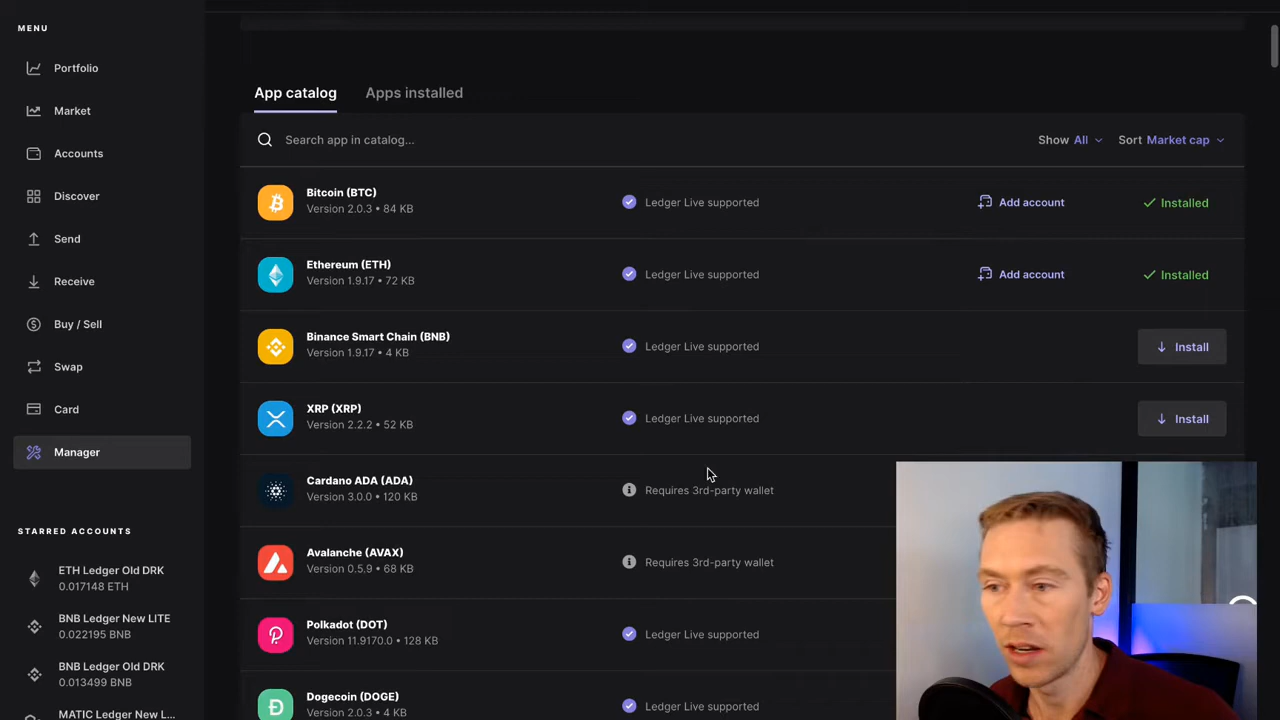 MENU
Portfolio
Market
Accounts
Discover
Send
Receive
Buy / Sell
Swap
Card
Manager
STARRED ACCOUNTS
ETH Ledger Old DRK
0.017148 ETH
BNB Ledger New LITE
0.022195 BNB
BNB Ledger Old DRK
0.013499 BNB
MATIC Ledger New L...
App catalog Apps installed
Search app in catalog... Show All Sort Market cap
Bitcoin (BTC)
Version 2.0.3 • 84 KB
Ledger Live supported
Add account
Installed
Ethereum (ETH)
Version 1.9.17 • 72 KB
Ledger Live supported
Add account
Installed
Binance Smart Chain (BNB)
Version 1.9.17 • 4 KB
Ledger Live supported
Install
XRP (XRP)
Version 2.2.2 • 52 KB
Ledger Live supported
Install
Cardano ADA (ADA)
Version 3.0.0 • 120 KB
Requires 3rd-party wallet
Avalanche (AVAX)
Version 0.5.9 • 68 KB
Requires 3rd-party wallet
Polkadot (DOT)
Version 11.9170.0 • 128 KB
Ledger Live supported
Dogecoin (DOGE)
Version 2.0.3 • 4 KB
Ledger Live supported